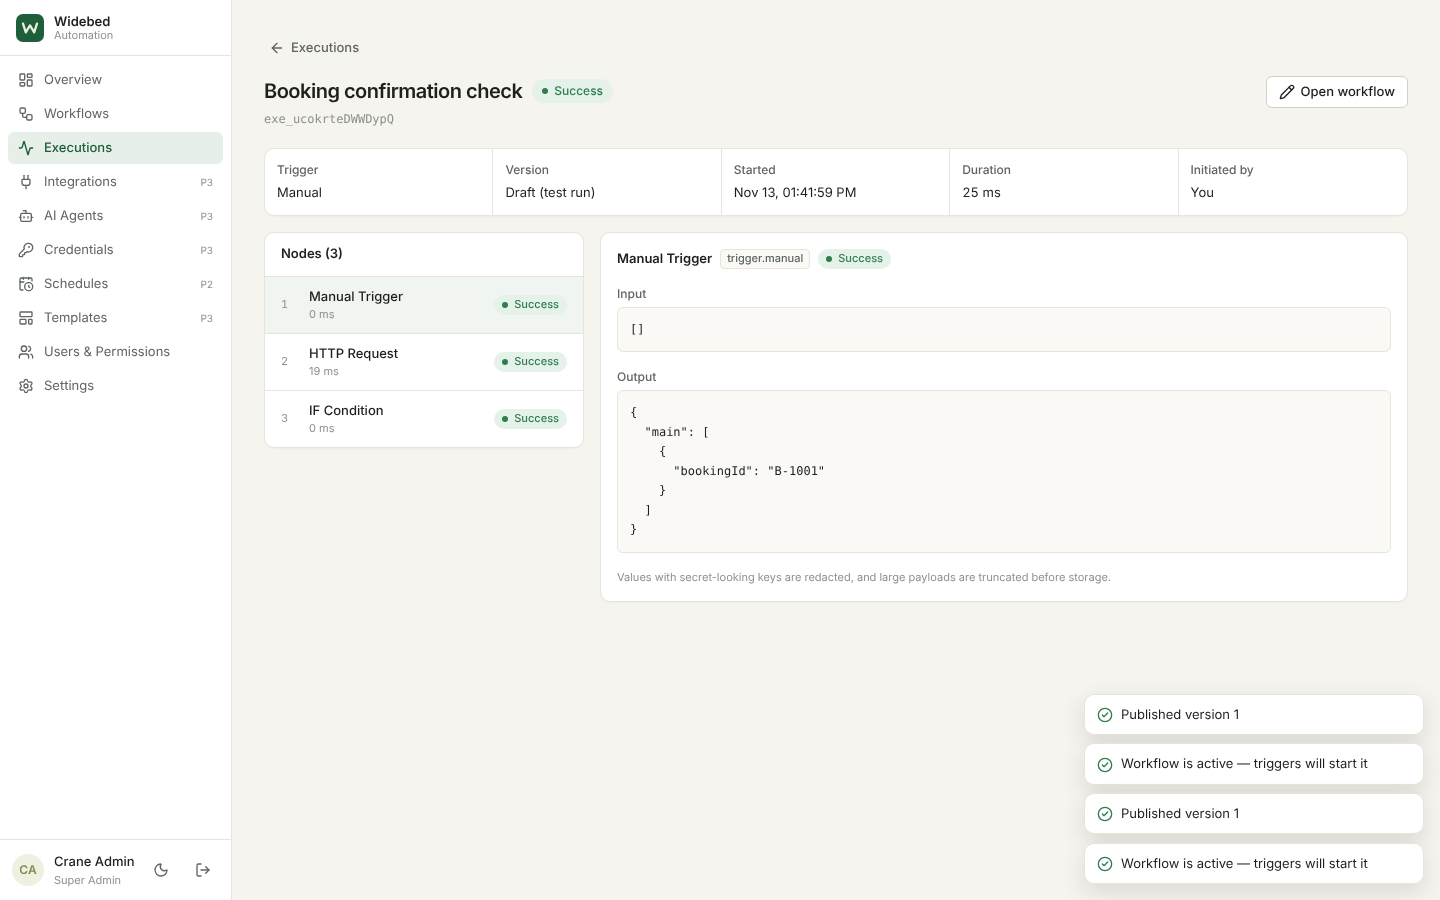 Widebed
Automation
Overview
Workflows
Executions
Integrations P3
AI Agents P3
Credentials P3
Schedules P2
Templates P3
Users & Permissions
Settings
CA
Crane Admin
Super Admin
Executions
Booking confirmation check
Success
exe_ucokrteDWWDypQ
Open workflow
Trigger
Manual
Version
Draft (test run)
Started
Nov 13, 01:41:59 PM
Duration
25 ms
Initiated by
You
Nodes (3)
1 Manual Trigger Success
0 ms
2 HTTP Request Success
19 ms
3 IF Condition Success
0 ms
Manual Trigger trigger.manual Success
Input
[]
Output
{
  "main": [
    {
      "bookingId": "B-1001"
    }
  ]
}
Values with secret-looking keys are redacted, and large payloads are truncated before storage.
Published version 1
Workflow is active — triggers will start it
Published version 1
Workflow is active — triggers will start it